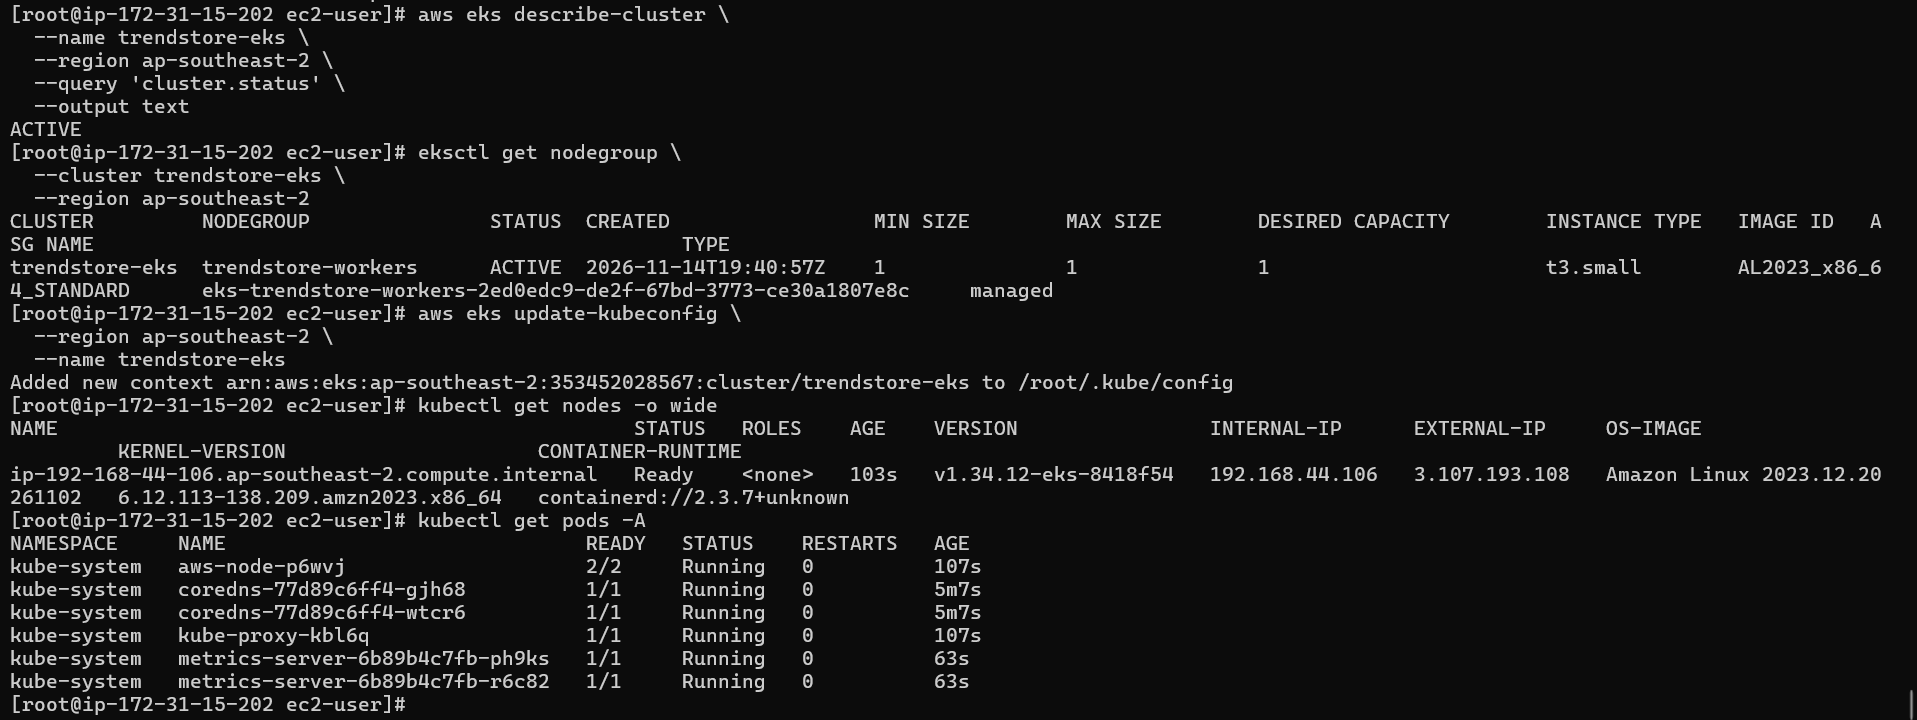 [root@ip-172-31-15-202 ec2-user]# aws eks describe-cluster \
  --name trendstore-eks \
  --region ap-southeast-2 \
  --query 'cluster.status' \
  --output text
ACTIVE
[root@ip-172-31-15-202 ec2-user]# eksctl get nodegroup \
  --cluster trendstore-eks \
  --region ap-southeast-2
CLUSTER         NODEGROUP               STATUS  CREATED                 MIN SIZE        MAX SIZE        DESIRED CAPACITY        INSTANCE TYPE   IMAGE ID   A
SG NAME                                                 TYPE
trendstore-eks  trendstore-workers      ACTIVE  2026-11-14T19:40:57Z    1               1               1                       t3.small        AL2023_x86_6
4_STANDARD      eks-trendstore-workers-2ed0edc9-de2f-67bd-3773-ce30a1807e8c     managed
[root@ip-172-31-15-202 ec2-user]# aws eks update-kubeconfig \
  --region ap-southeast-2 \
  --name trendstore-eks
Added new context arn:aws:eks:ap-southeast-2:353452028567:cluster/trendstore-eks to /root/.kube/config
[root@ip-172-31-15-202 ec2-user]# kubectl get nodes -o wide
NAME                                                STATUS   ROLES    AGE    VERSION                INTERNAL-IP      EXTERNAL-IP     OS-IMAGE
         KERNEL-VERSION                     CONTAINER-RUNTIME
ip-192-168-44-106.ap-southeast-2.compute.internal   Ready    <none>   103s   v1.34.12-eks-8418f54   192.168.44.106   3.107.193.108   Amazon Linux 2023.12.20
261102   6.12.113-138.209.amzn2023.x86_64   containerd://2.3.7+unknown
[root@ip-172-31-15-202 ec2-user]# kubectl get pods -A
NAMESPACE     NAME                              READY   STATUS    RESTARTS   AGE
kube-system   aws-node-p6wvj                    2/2     Running   0          107s
kube-system   coredns-77d89c6ff4-gjh68          1/1     Running   0          5m7s
kube-system   coredns-77d89c6ff4-wtcr6          1/1     Running   0          5m7s
kube-system   kube-proxy-kbl6q                  1/1     Running   0          107s
kube-system   metrics-server-6b89b4c7fb-ph9ks   1/1     Running   0          63s
kube-system   metrics-server-6b89b4c7fb-r6c82   1/1     Running   0          63s
[root@ip-172-31-15-202 ec2-user]#